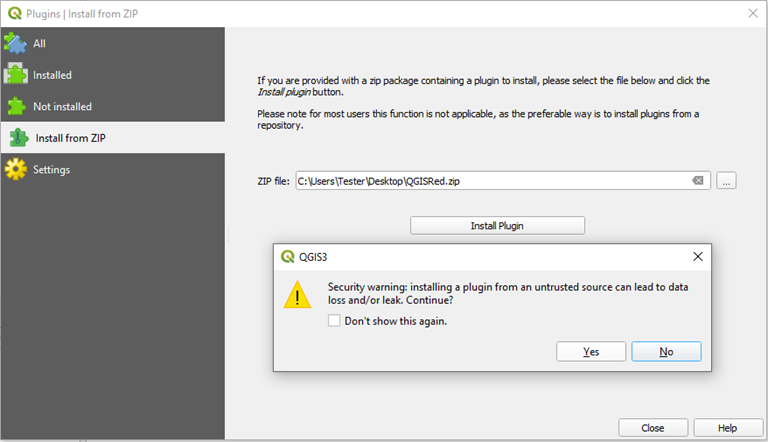 Plugins | Install from ZIP
All
Installed
Not installed
Install from ZIP
Settings
If you are provided with a zip package containing a plugin to install, please select the file below and click the
Install plugin button.
Please note for most users this function is not applicable, as the preferable way is to install plugins from a
repository.
ZIP file: C:\Users\Tester\Desktop\QGISRed.zip ...
Install Plugin
QGIS3
Security warning: installing a plugin from an untrusted source can lead to data
loss and/or leak. Continue?
Don't show this again.
Yes No
Close Help